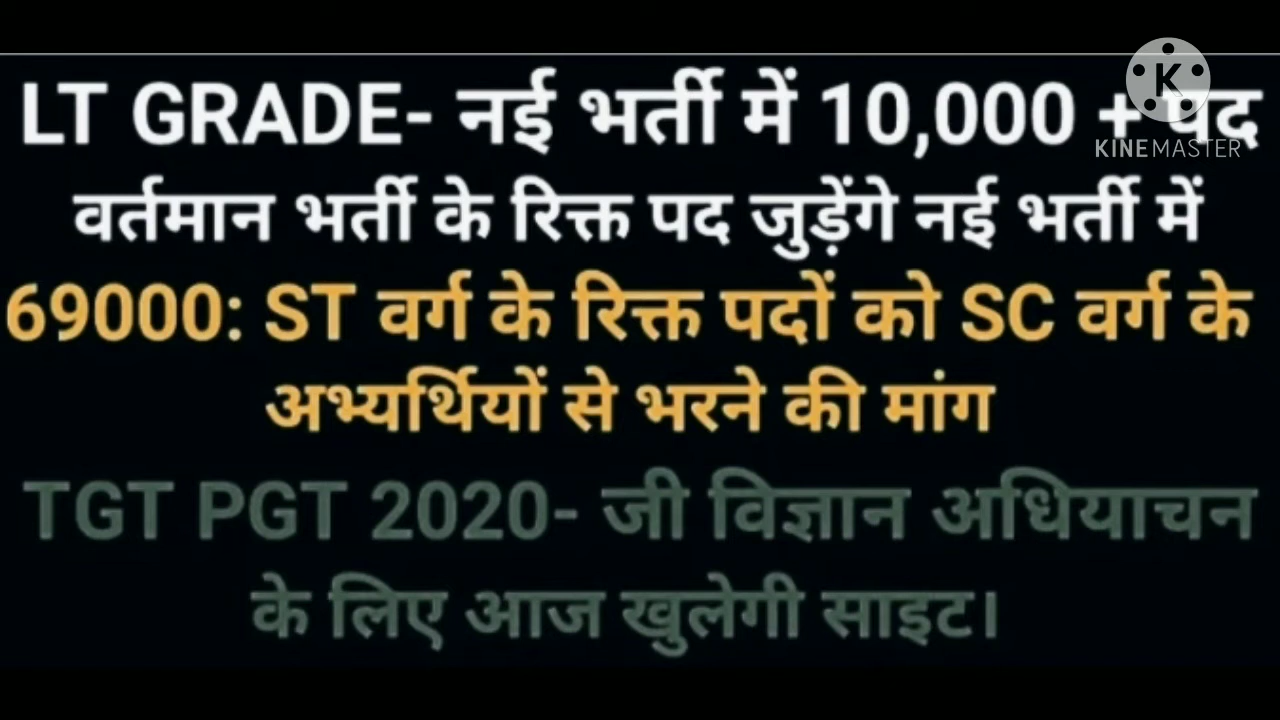 LT GRADE- नई भर्ती में 10,000 + पद
KINEMASTER
वर्तमान भर्ती के रिक्त पद जुड़ेंगे नई भर्ती में
69000: ST वर्ग के रिक्त पदों को SC वर्ग के
अभ्यर्थियों से भरने की मांग
TGT PGT 2020- जी विज्ञान अधियाचन
के लिए आज खुलेगी साइट।